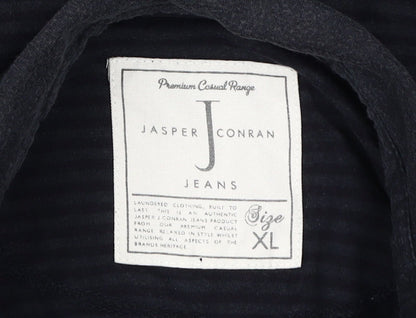 Premium Casual Range
JASPER J CONRAN
JEANS
LAUNDERED CLOTHING, BUILT TO
LAST. THIS IS AN AUTHENTIC
JASPER J CONRAN JEANS PRODUCT
FROM OUR PREMIUM CASUAL
RANGE RELAXED IN STYLE WHILST
UTILISING ALL ASPECTS OF THE
BRANDS HERITAGE.
Size
XL